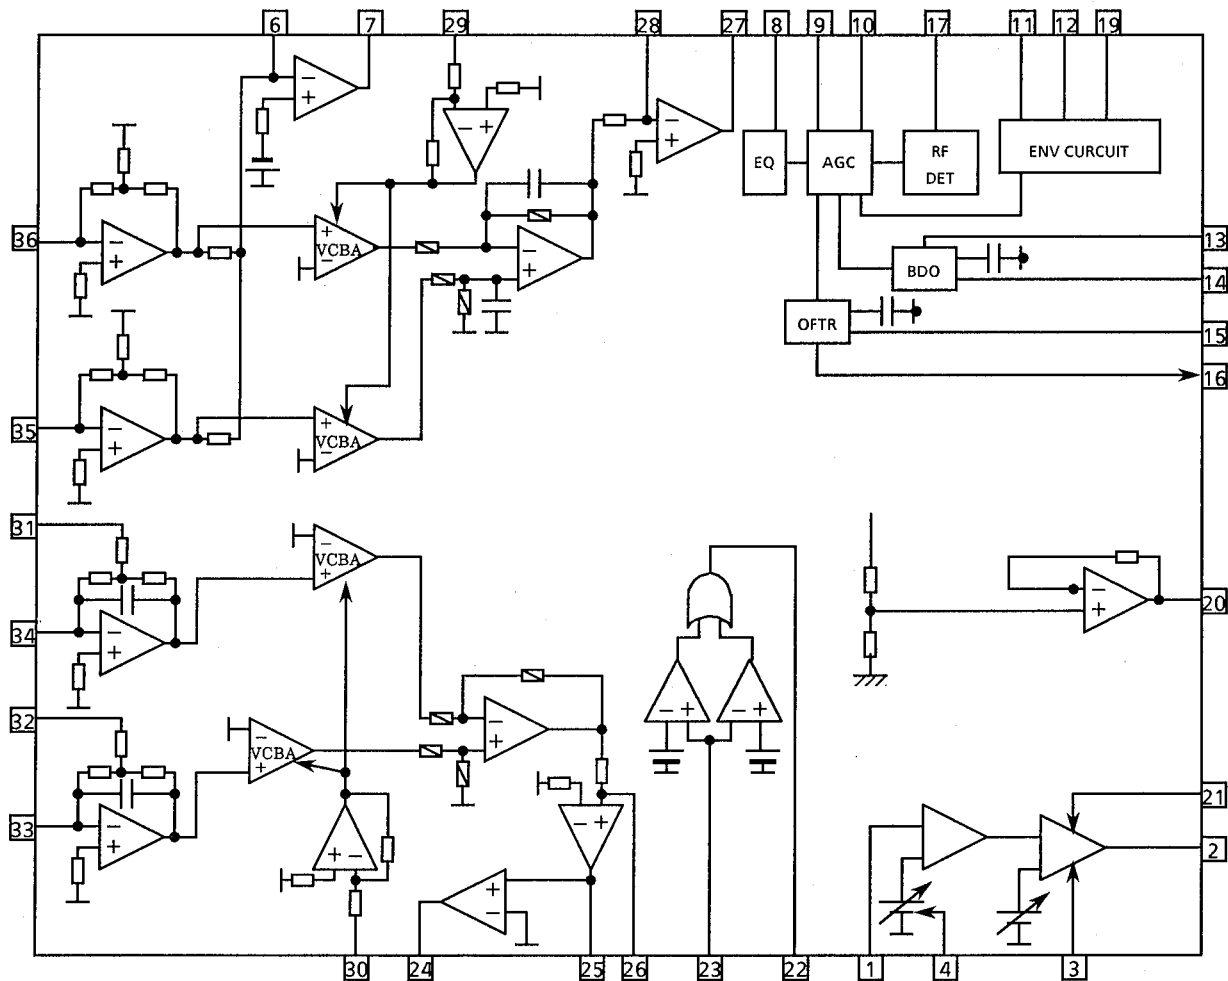 6 7 29 28 27 8 9 10 17 11 12 19
− +
− +
− +
EQ AGC RF DET ENV CURCUIT
36
− +
+ VCBA −
− +
13
BDO
14
OFTR
15
16
35
− +
+ VCBA −
31
− VCBA +
34
− +
− +
20
32
− VCBA +
− +
− + − +
33
− +
+ −
− +
21
2
+ −
30 24 25 26 23 22 1 4 3